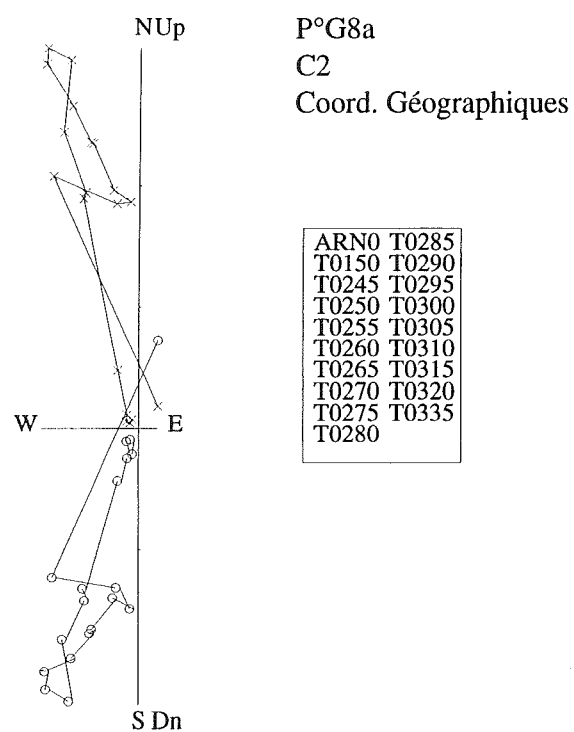 NUp
P°G8a
C2
Coord. Géographiques
ARN0 T0285
T0150 T0290
T0245 T0295
T0250 T0300
T0255 T0305
T0260 T0310
T0265 T0315
T0270 T0320
T0275 T0335
T0280
W E
S Dn